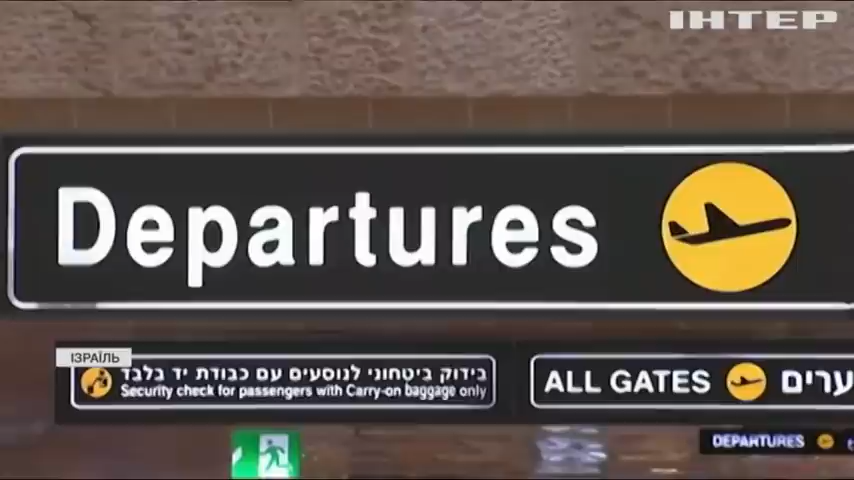 ІНТЕР
Departures
ІЗРАЇЛЬ
בידוק ביטחוני לנוסעים עם כבודת יד בלבד
Security check for passengers with Carry-on baggage only
ALL GATES
ערים
DEPARTURES